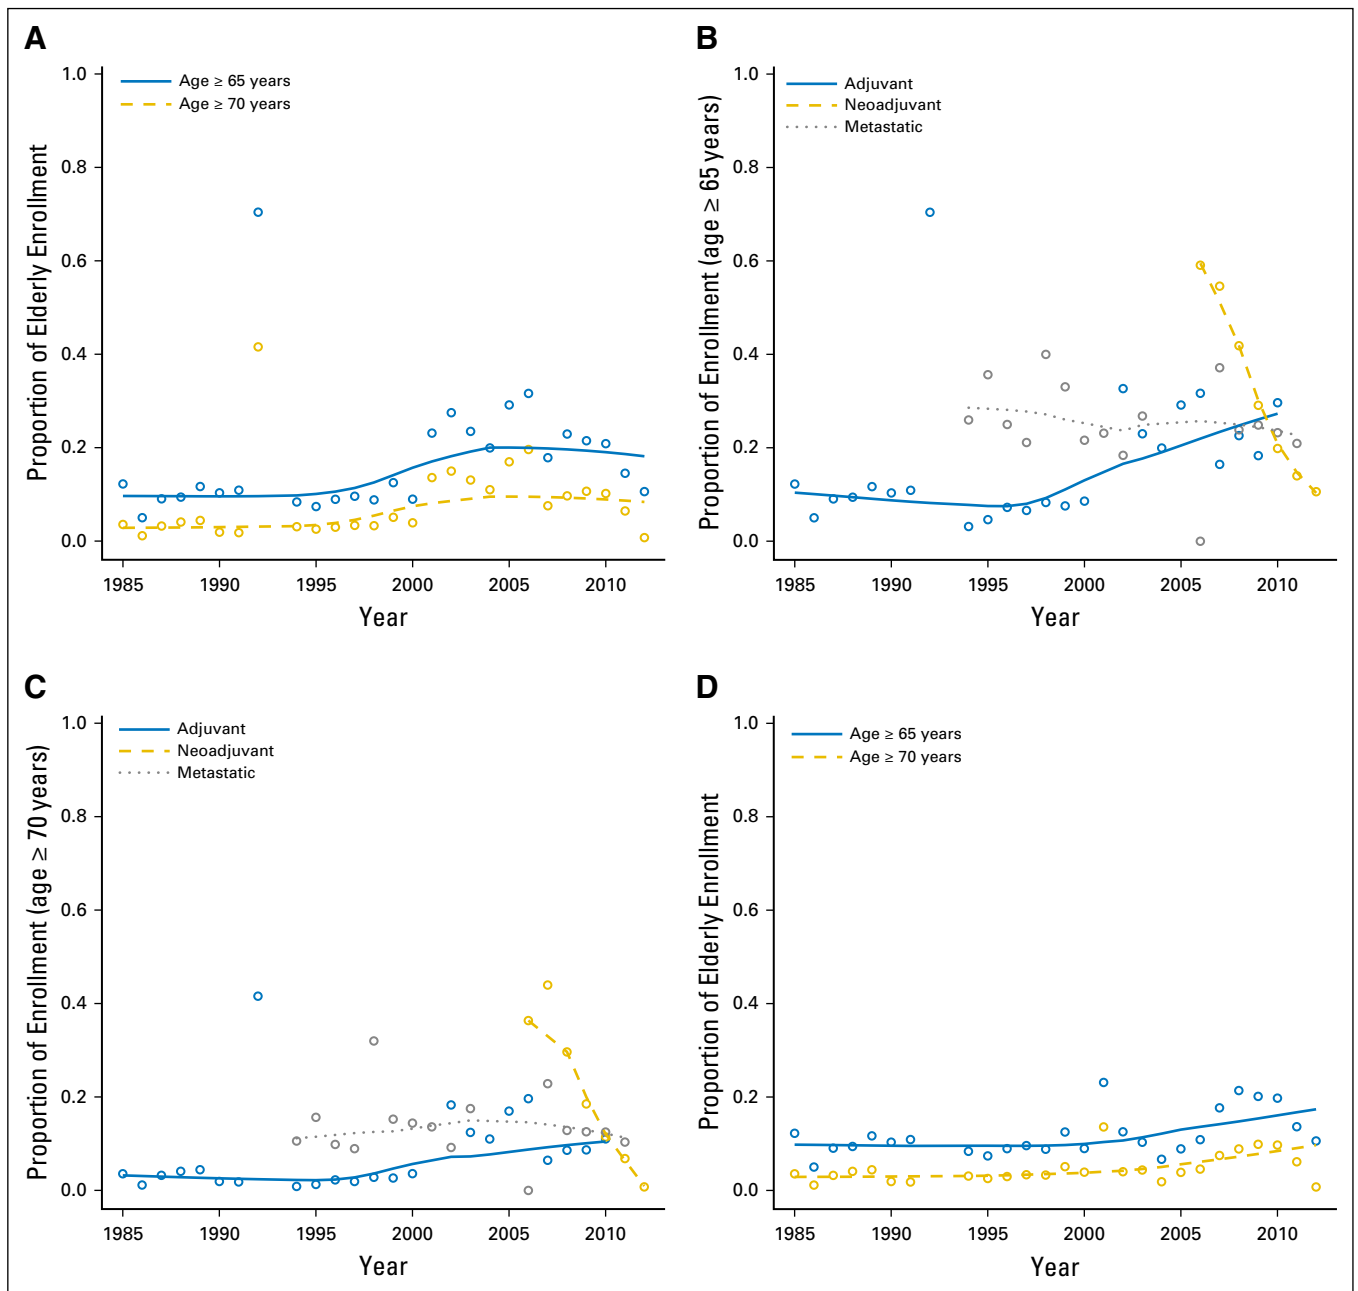 A
Proportion of Elderly Enrollment
1.0
0.8
0.6
0.4
0.2
0.0
Age ≥ 65 years
Age ≥ 70 years
1985 1990 1995 2000 2005 2010
Year
B
Proportion of Enrollment (age ≥ 65 years)
1.0
0.8
0.6
0.4
0.2
0.0
Adjuvant
Neoadjuvant
Metastatic
1985 1990 1995 2000 2005 2010
Year
C
Proportion of Enrollment (age ≥ 70 years)
1.0
0.8
0.6
0.4
0.2
0.0
Adjuvant
Neoadjuvant
Metastatic
1985 1990 1995 2000 2005 2010
Year
D
Proportion of Elderly Enrollment
1.0
0.8
0.6
0.4
0.2
0.0
Age ≥ 65 years
Age ≥ 70 years
1985 1990 1995 2000 2005 2010
Year